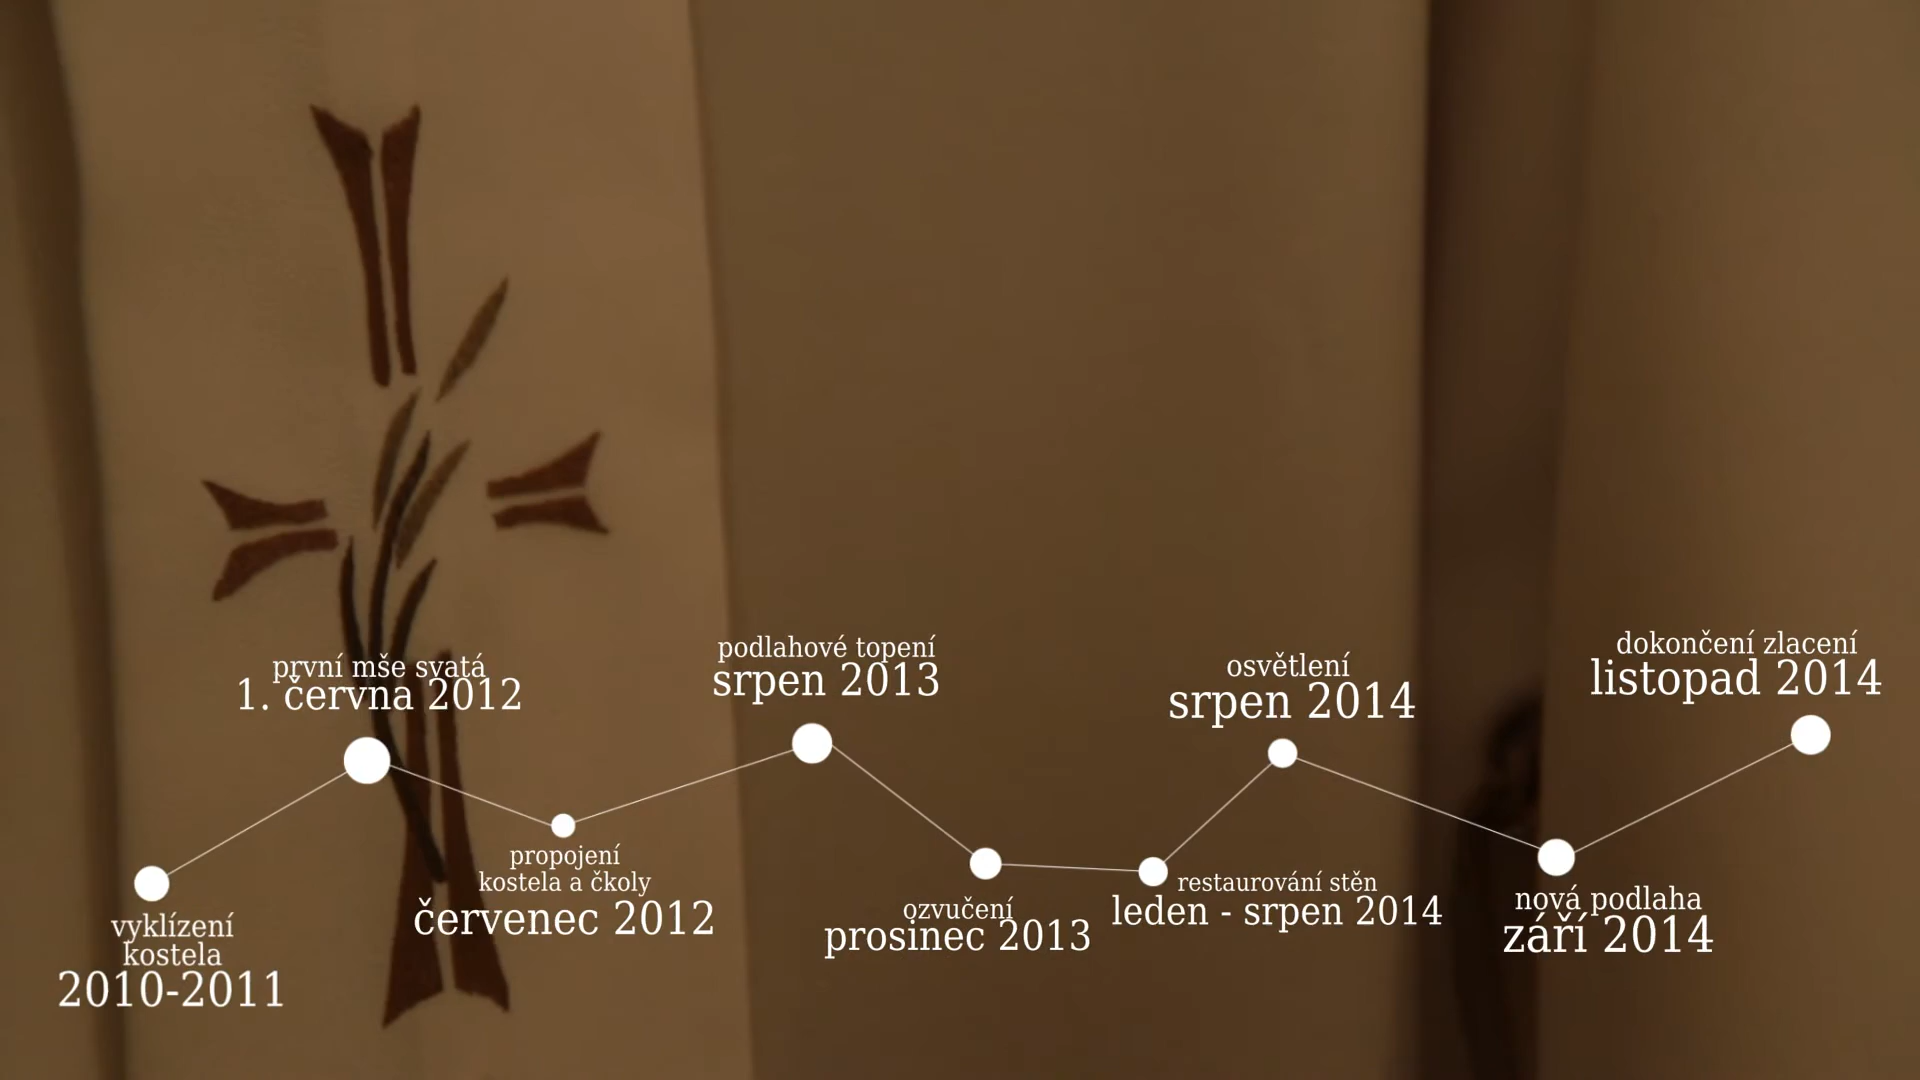 vyklízení
kostela
2010-2011
první mše svatá
1. června 2012
propojení
kostela a čkoly
červenec 2012
podlahové topení
srpen 2013
ozvučení
prosinec 2013
restaurování stěn
leden - srpen 2014
osvětlení
srpen 2014
nová podlaha
září 2014
dokončení zlacení
listopad 2014